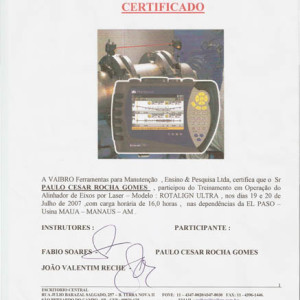 CERTIFICADO
A VAIBRO Ferramentas para Manutenção , Ensino & Pesquisa Ltda, certifica que o Sr
PAULO CESAR ROCHA GOMES , participou do Treinamento em Operação do
Alinhador de Eixos por Laser – Modelo : ROTALIGN ULTRA , nos dias 19 e 20 de
Julho de 2007 ,com carga horária de 16,0 horas , nas dependências da EL PASO –
Usina MAUA – MANAUS – AM .
INSTRUTORES : PARTICIPANTE :
FABIO SOARES PAULO CESAR ROCHA GOMES
JOÃO VALENTIM RECHE
ESCRITORIO CENTRAL